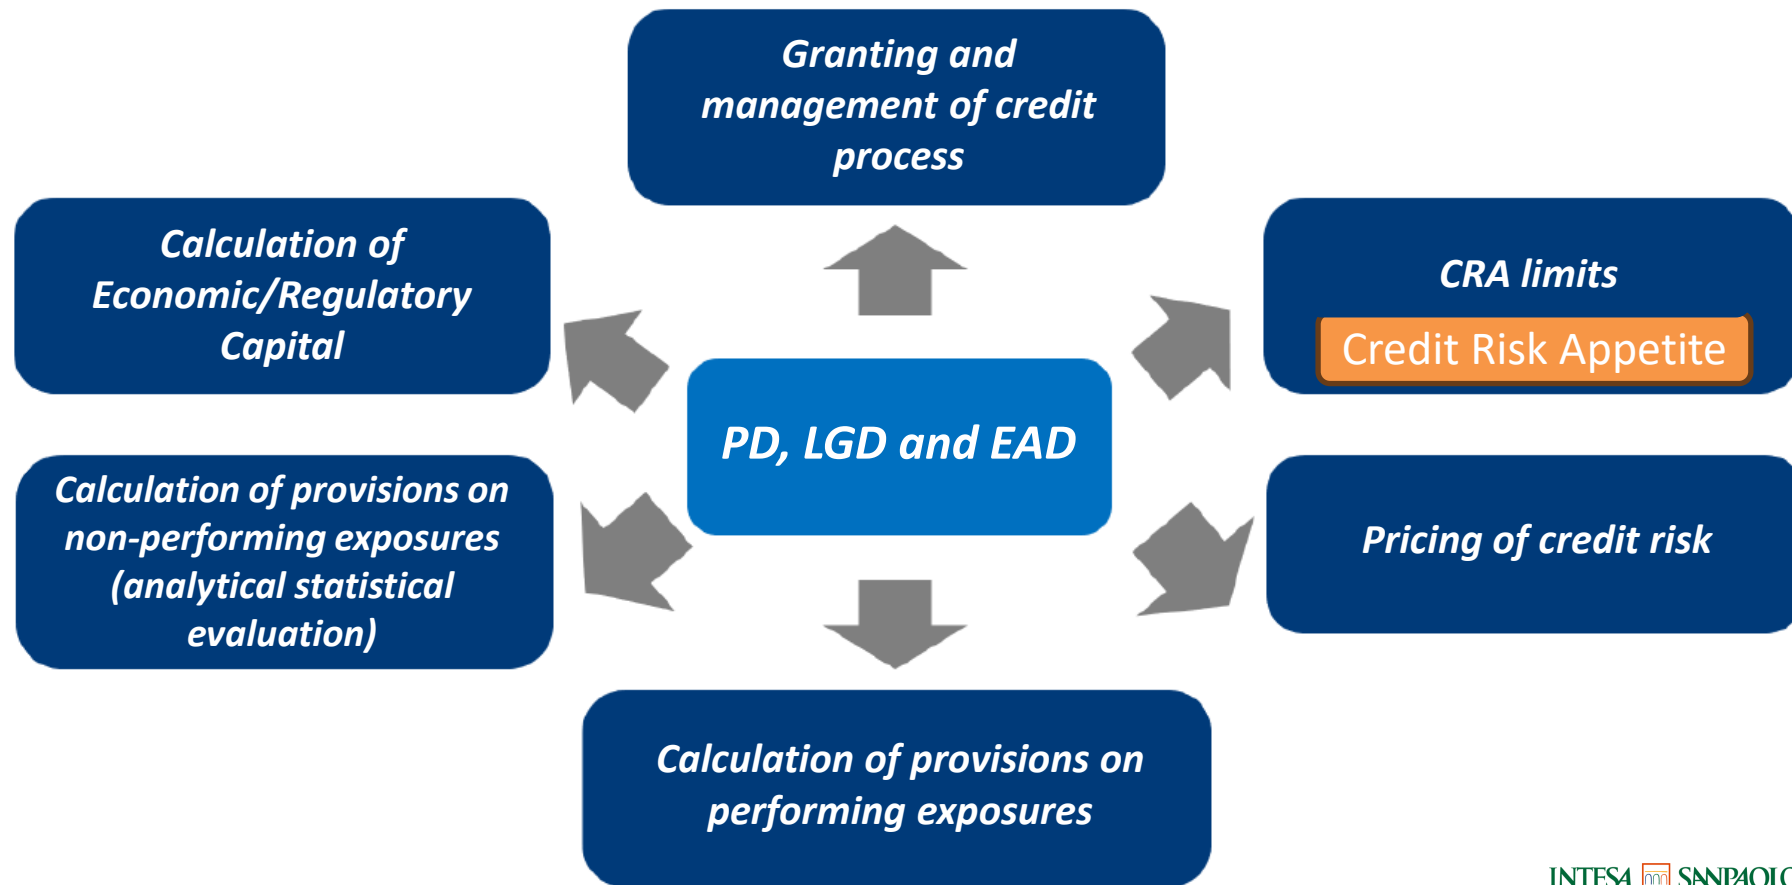 Granting and
management of credit
process
Calculation of
Economic/Regulatory
Capital
CRA limits
Credit Risk Appetite
PD, LGD and EAD
Calculation of provisions on
non-performing exposures
(analytical statistical
evaluation)
Pricing of credit risk
Calculation of provisions on
performing exposures
INTESA SANPAOLO